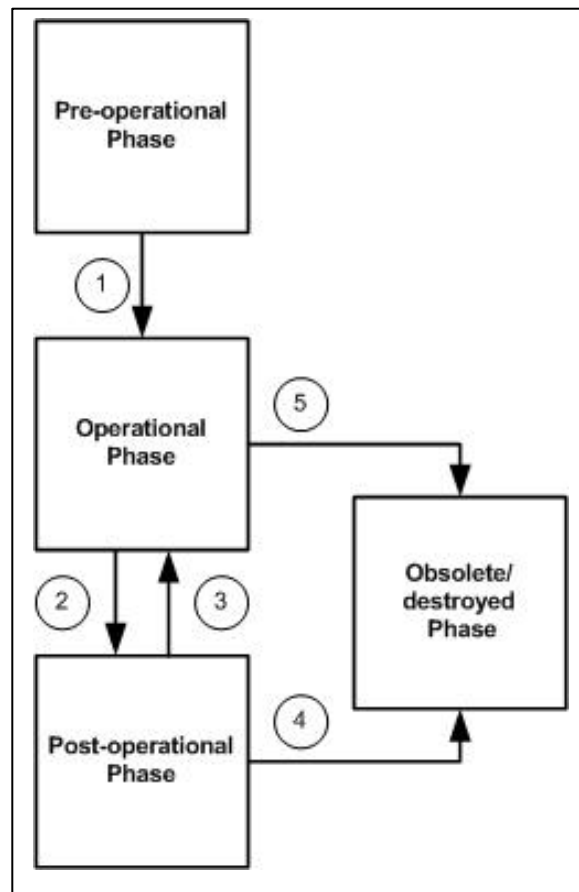 Pre-operational
Phase
1
Operational
Phase
5
2
3
Obsolete/
destroyed
Phase
Post-operational
Phase
4